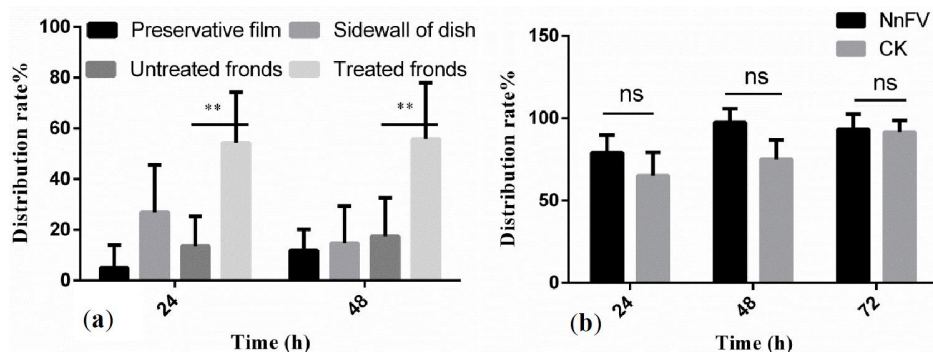 Preservative film
Sidewall of dish
Untreated fronds
Treated fronds
Distribution rate%
100
80
60
40
20
0
**
**
24
48
Time (h)
(a)
NnFV
CK
Distribution rate%
150
100
50
0
ns
ns
ns
24
48
72
Time (h)
(b)